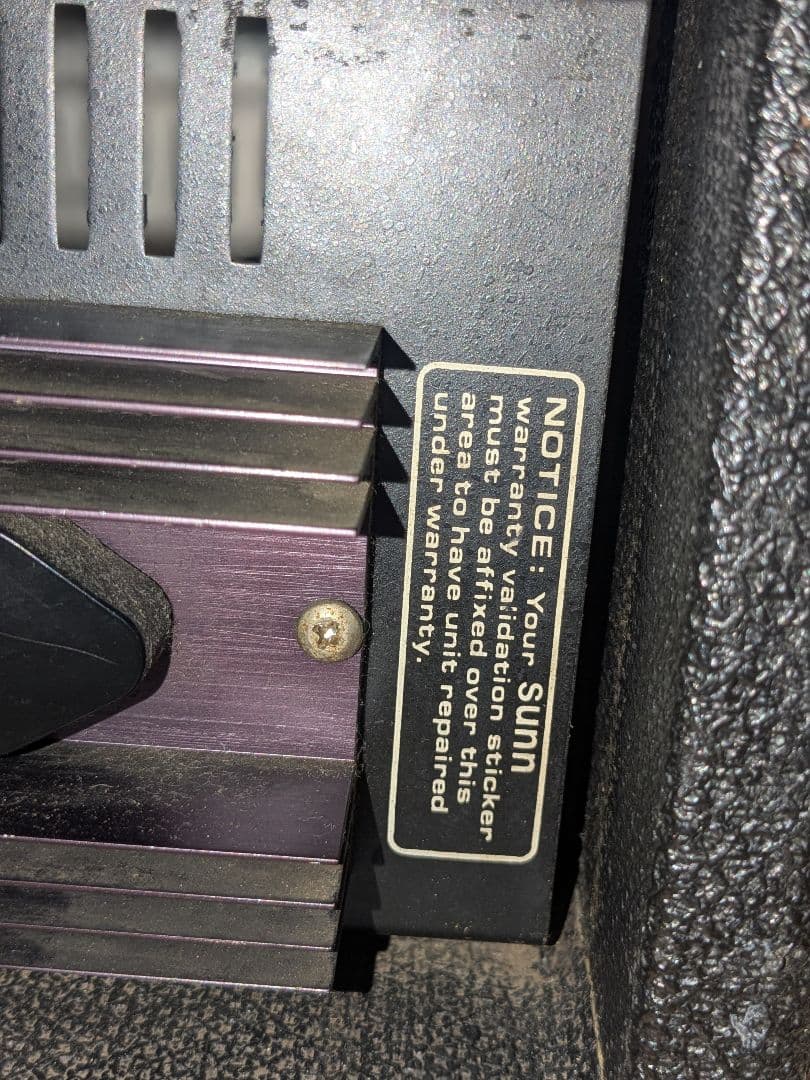 NOTICE: Your Sunn
warranty validation sticker
must be affixed over this
area to have unit repaired
under warranty.